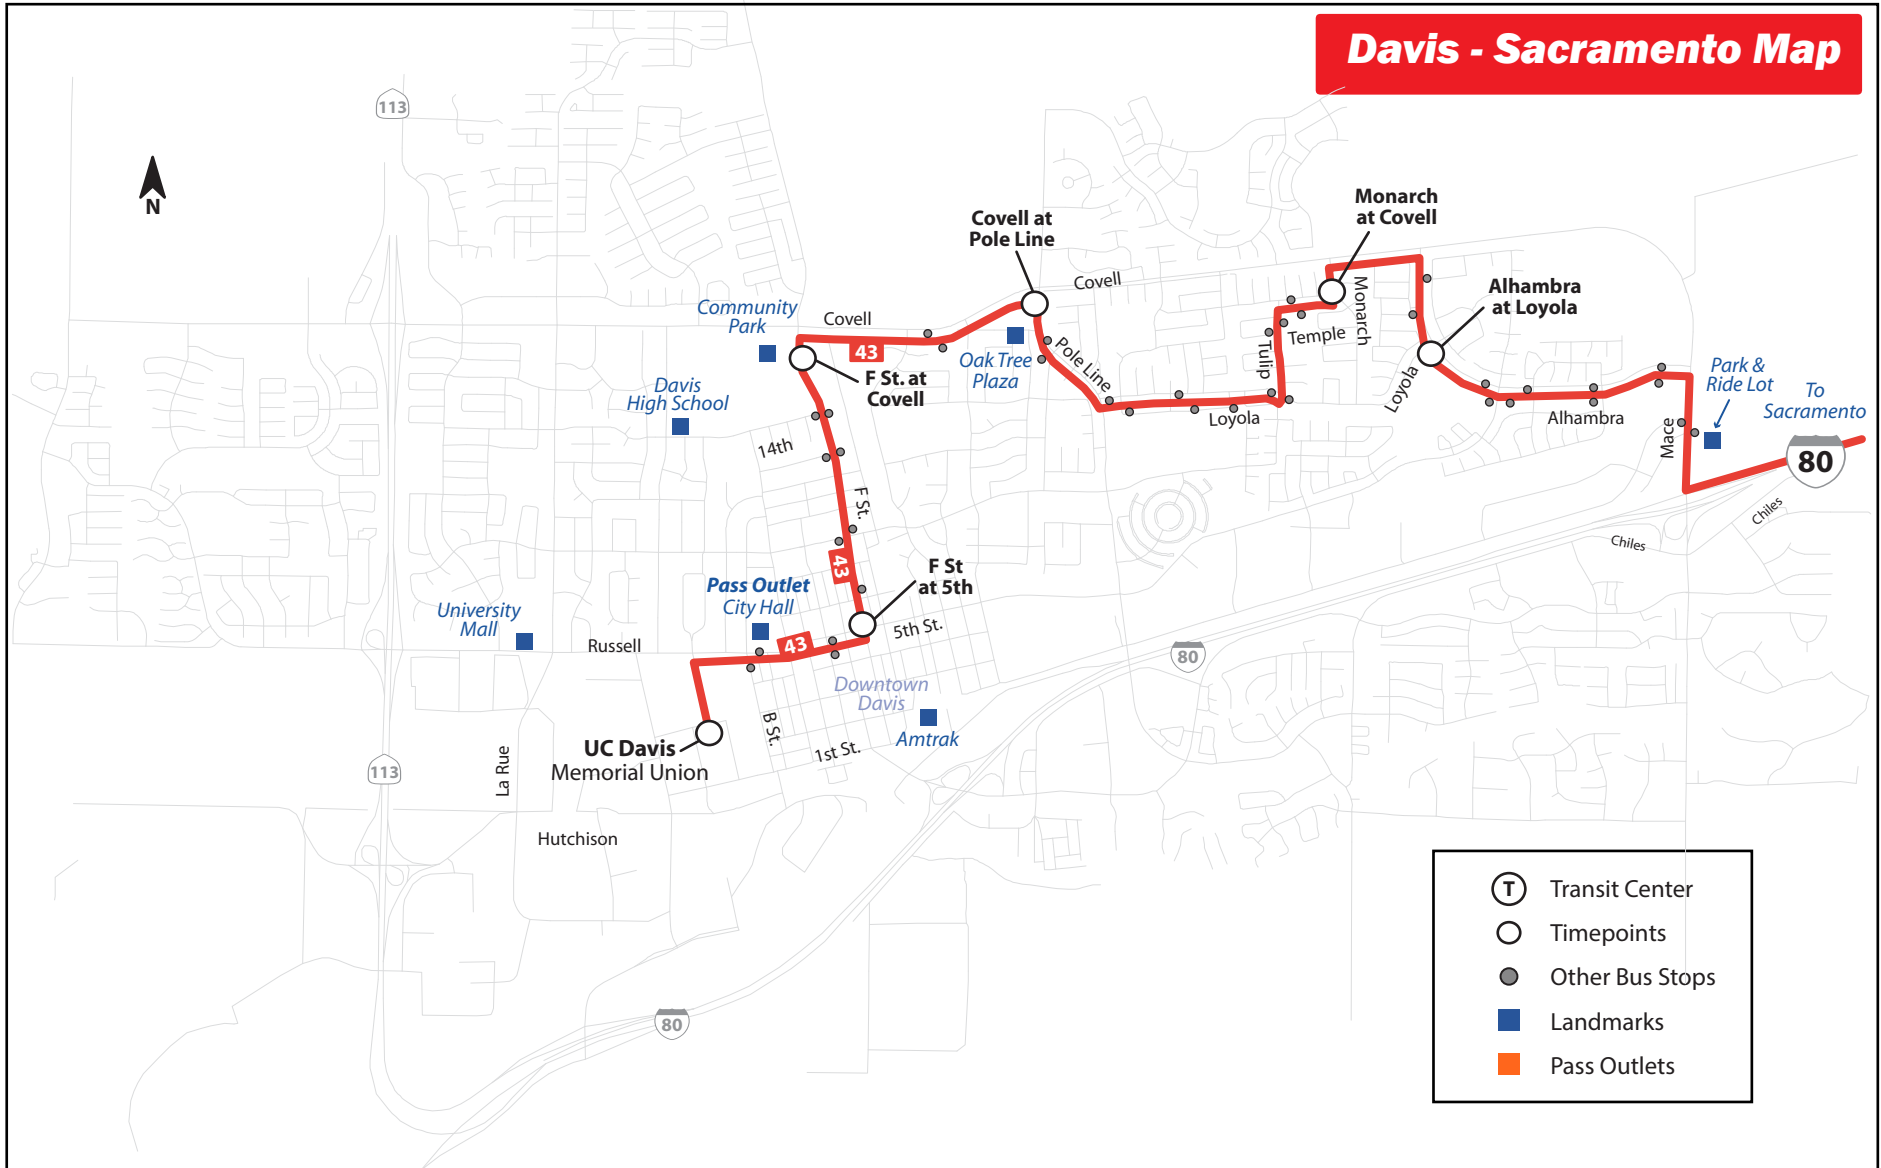 Davis - Sacramento Map
113
N
Monarch
at Covell
Covell at
Pole Line
Covell
Alhambra
at Loyola
Community
Park
Covell
43
Monarch
Temple
Tulip
Oak Tree
Plaza
Pole Line
F St. at
Covell
Davis
High School
Park &
Ride Lot
To
Sacramento
Loyola
Loyola
Alhambra
Mace
80
14th
F St.
Chiles
Chiles
43
F St
at 5th
Pass Outlet
City Hall
University
Mall
Russell
43
5th St.
80
Downtown
Davis
B St.
Amtrak
UC Davis
Memorial Union
1st St.
La Rue
113
Hutchison
80
T Transit Center
Timepoints
Other Bus Stops
Landmarks
Pass Outlets